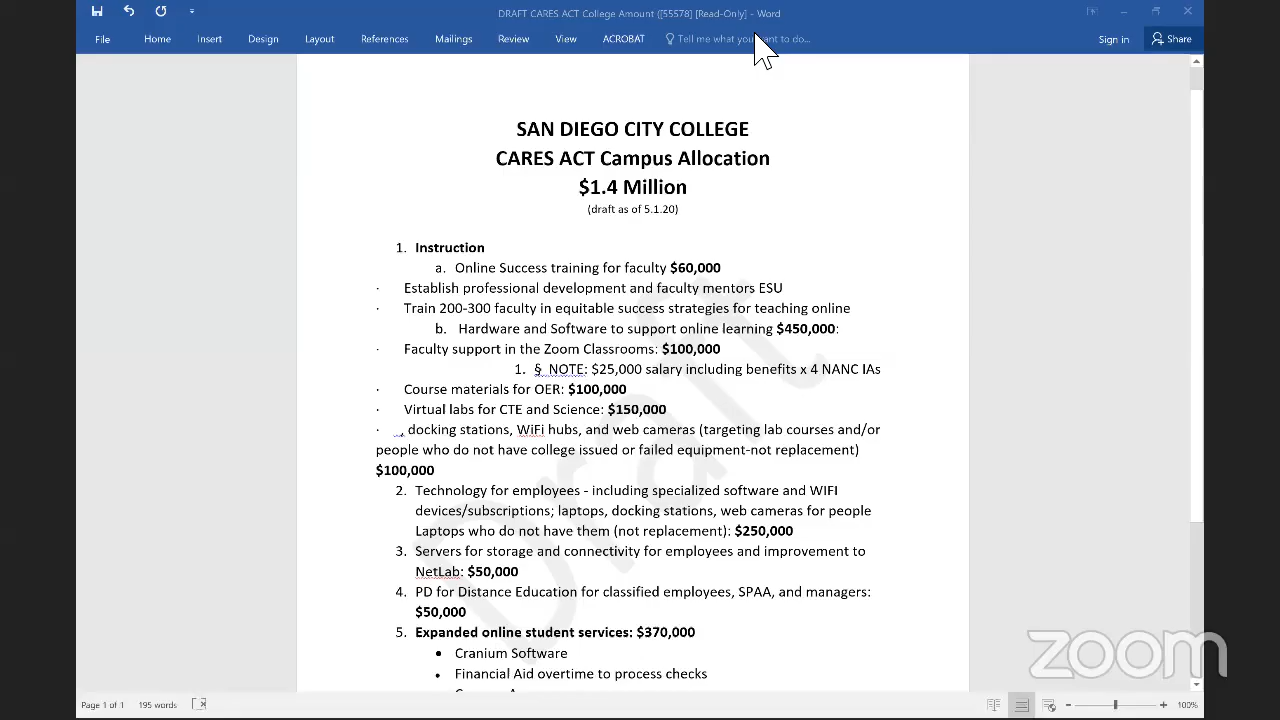 DRAFT CARES ACT College Amount ([55578] [Read-Only] - Word
File Home Insert Design Layout References Mailings Review View ACROBAT Tell me what you want to do... Sign in Share
SAN DIEGO CITY COLLEGE
CARES ACT Campus Allocation
$1.4 Million
(draft as of 5.1.20)
1. Instruction
a. Online Success training for faculty $60,000
· Establish professional development and faculty mentors ESU
· Train 200-300 faculty in equitable success strategies for teaching online
b. Hardware and Software to support online learning $450,000:
· Faculty support in the Zoom Classrooms: $100,000
1. § NOTE: $25,000 salary including benefits x 4 NANC IAs
· Course materials for OER: $100,000
· Virtual labs for CTE and Science: $150,000
· , docking stations, WiFi hubs, and web cameras (targeting lab courses and/or
people who do not have college issued or failed equipment-not replacement)
$100,000
2. Technology for employees - including specialized software and WIFI
devices/subscriptions; laptops, docking stations, web cameras for people
Laptops who do not have them (not replacement): $250,000
3. Servers for storage and connectivity for employees and improvement to
NetLab: $50,000
4. PD for Distance Education for classified employees, SPAA, and managers:
$50,000
5. Expanded online student services: $370,000
• Cranium Software
• Financial Aid overtime to process checks
Draft
zoom
Page 1 of 1 195 words 100%